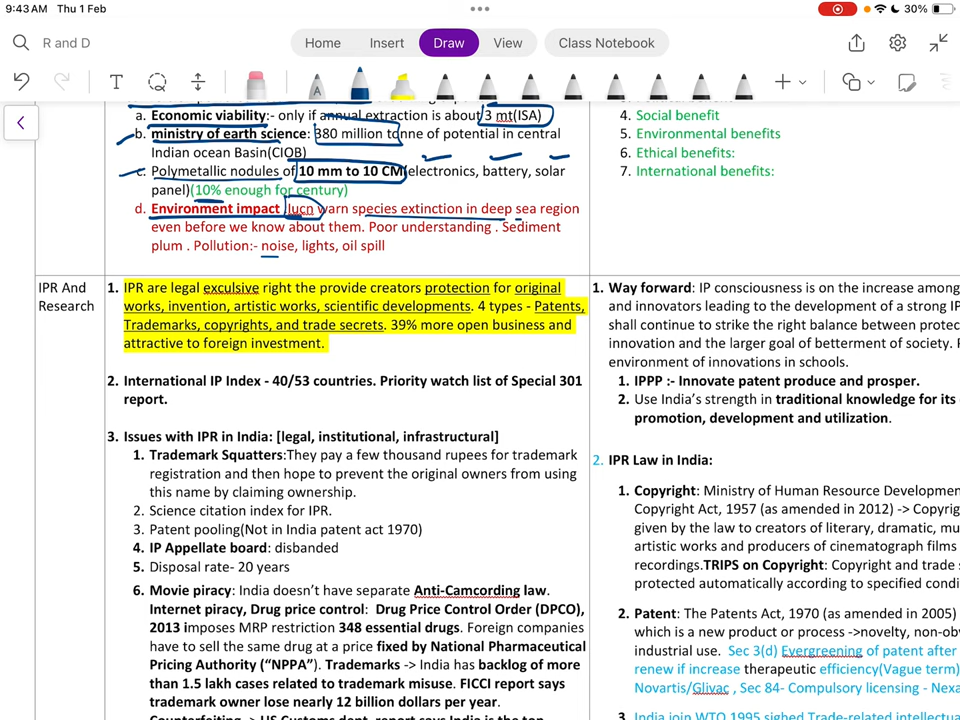 9:43 AM Thu 1 Feb
30%
R and D
Home Insert Draw View Class Notebook
a. Economic viability:- only if annual extraction is about 3 mt(ISA)
b. ministry of earth science: 380 million tonne of potential in central
Indian ocean Basin(CIOB)
c. Polymetallic nodules of 10 mm to 10 CM(electronics, battery, solar
panel)(10% enough for century)
d. Environment impact Iucn warn species extinction in deep sea region
even before we know about them. Poor understanding . Sediment
plum . Pollution:- noise, lights, oil spill
4. Social benefit
5. Environmental benefits
6. Ethical benefits:
7. International benefits:
IPR And
Research
1. IPR are legal exculsive right the provide creators protection for original
works, invention, artistic works, scientific developments. 4 types - Patents,
Trademarks, copyrights, and trade secrets. 39% more open business and
attractive to foreign investment.
2. International IP Index - 40/53 countries. Priority watch list of Special 301
report.
3. Issues with IPR in India: [legal, institutional, infrastructural]
1. Trademark Squatters:They pay a few thousand rupees for trademark
registration and then hope to prevent the original owners from using
this name by claiming ownership.
2. Science citation index for IPR.
3. Patent pooling(Not in India patent act 1970)
4. IP Appellate board: disbanded
5. Disposal rate- 20 years
6. Movie piracy: India doesn't have separate Anti-Camcording law.
Internet piracy, Drug price control: Drug Price Control Order (DPCO),
2013 imposes MRP restriction 348 essential drugs. Foreign companies
have to sell the same drug at a price fixed by National Pharmaceutical
Pricing Authority ("NPPA"). Trademarks -> India has backlog of more
than 1.5 lakh cases related to trademark misuse. FICCI report says
trademark owner lose nearly 12 billion dollars per year.
Counterfeiting -> US Customs dept. report says India is the top
1. Way forward: IP consciousness is on the increase among
and innovators leading to the development of a strong IP
shall continue to strike the right balance between protec
innovation and the larger goal of betterment of society.
environment of innovations in schools.
1. IPPP :- Innovate patent produce and prosper.
2. Use India's strength in traditional knowledge for its
promotion, development and utilization.
2. IPR Law in India:
1. Copyright: Ministry of Human Resource Developmen
Copyright Act, 1957 (as amended in 2012) -> Copyrig
given by the law to creators of literary, dramatic, mu
artistic works and producers of cinematograph films
recordings.TRIPS on Copyright: Copyright and trade
protected automatically according to specified condi
2. Patent: The Patents Act, 1970 (as amended in 2005)
which is a new product or process ->novelty, non-ob
industrial use. Sec 3(d) Evergreening of patent after
renew if increase therapeutic efficiency(Vague term)
Novartis/Glivac , Sec 84- Compulsory licensing - Nexa
3. India join WTO 1995 signed Trade-related intellectua